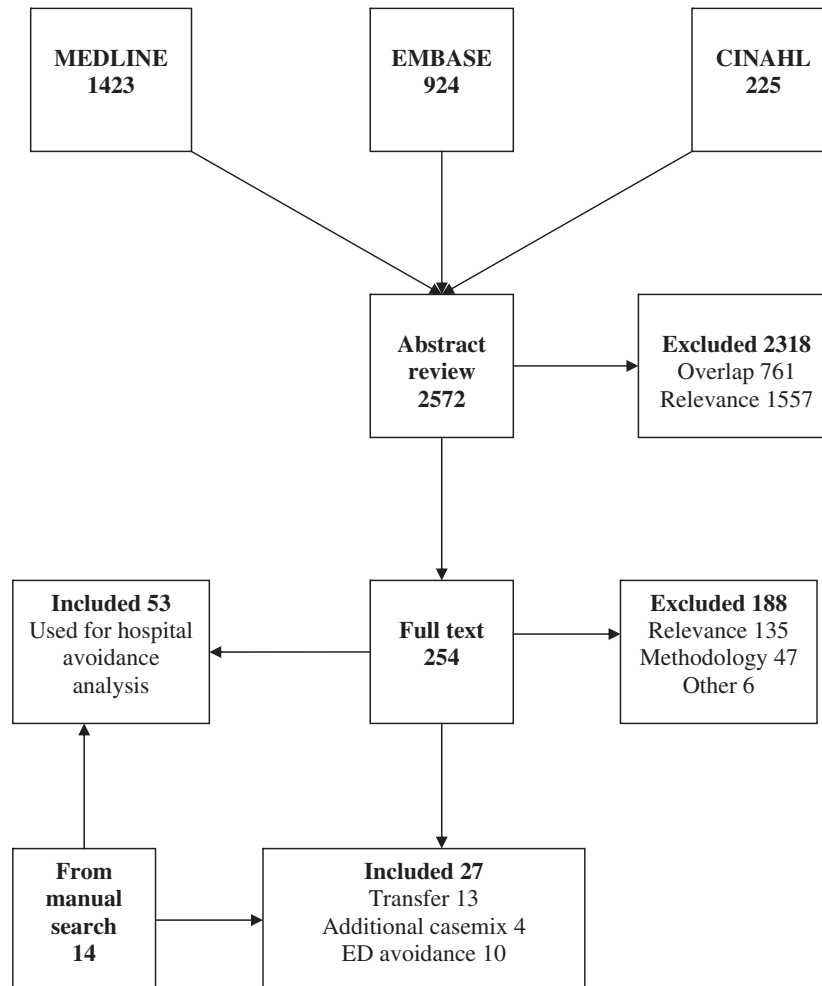 MEDLINE
1423
EMBASE
924
CINAHL
225
Abstract
review
2572
Excluded 2318
Overlap 761
Relevance 1557
Included 53
Used for hospital
avoidance
analysis
Full text
254
Excluded 188
Relevance 135
Methodology 47
Other 6
From
manual
search
14
Included 27
Transfer 13
Additional casemix 4
ED avoidance 10